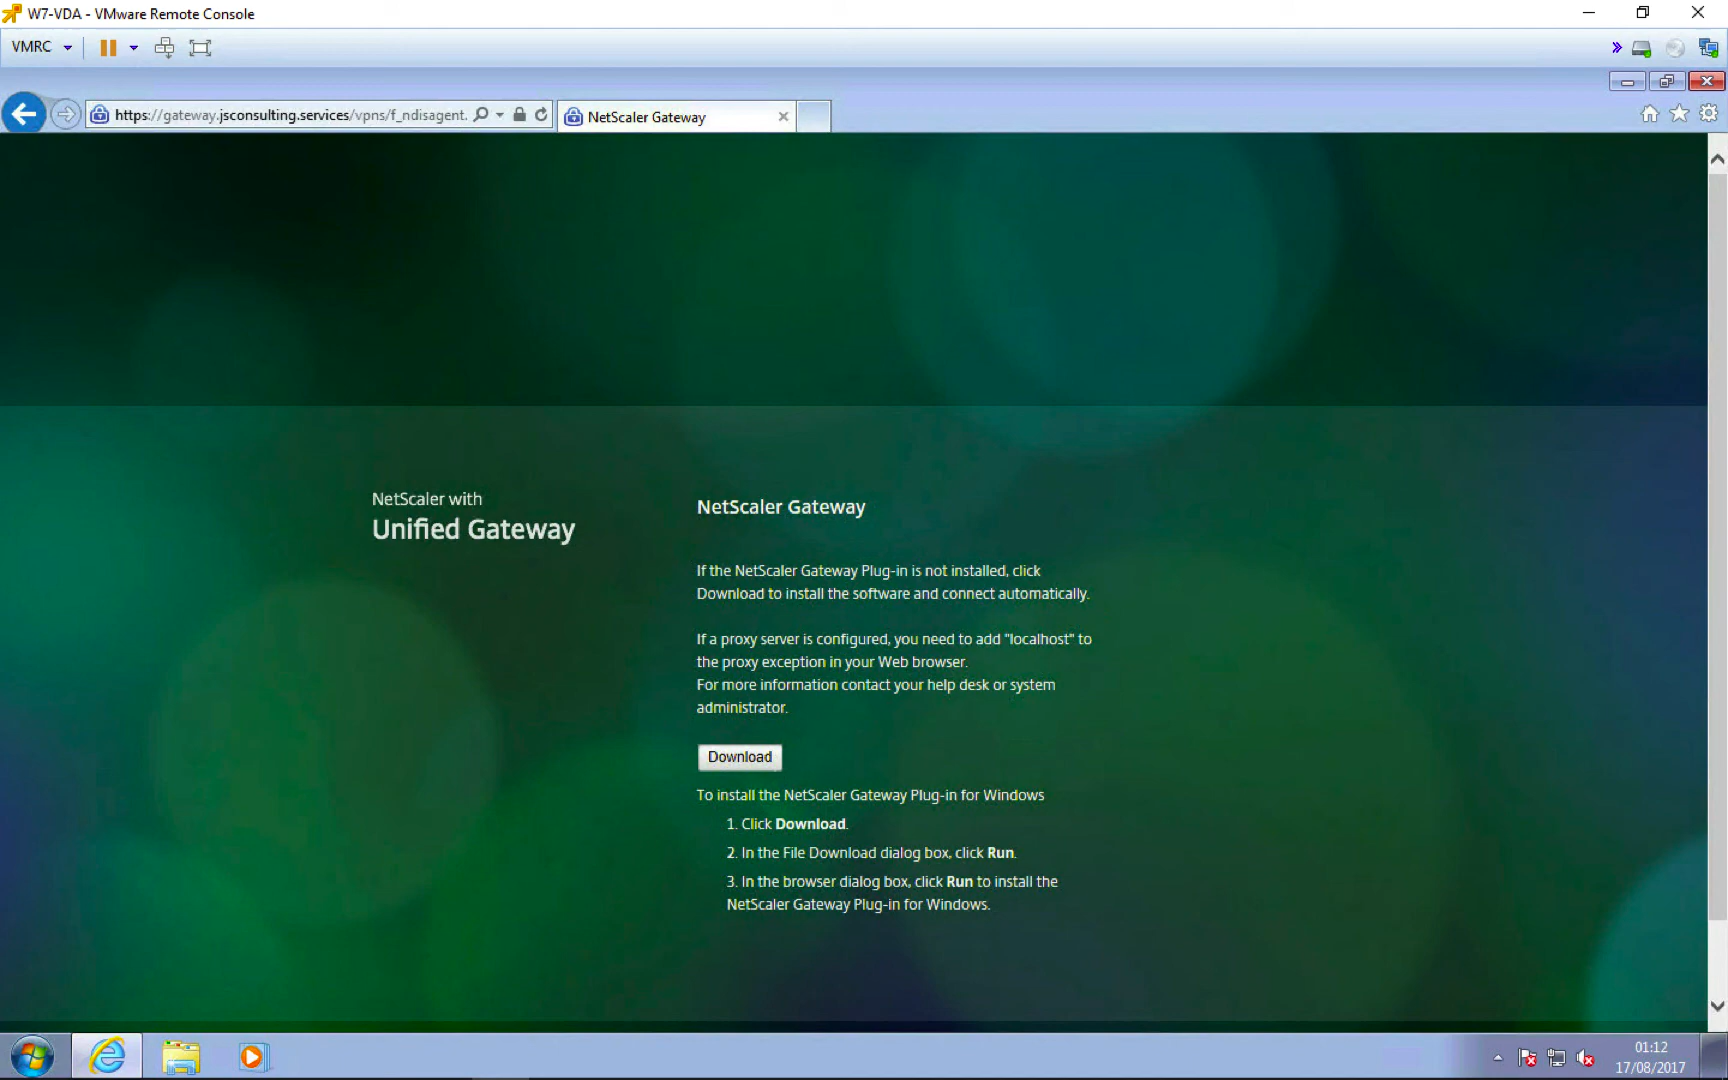 W7-VDA - VMware Remote Console
VMRC
https://gateway.jsconsulting.services/vpns/f_ndisagent.
NetScaler Gateway
NetScaler with
Unified Gateway
NetScaler Gateway
If the NetScaler Gateway Plug-in is not installed, click
Download to install the software and connect automatically.
If a proxy server is configured, you need to add "localhost" to
the proxy exception in your Web browser.
For more information contact your help desk or system
administrator.
Download
To install the NetScaler Gateway Plug-in for Windows
1. Click Download.
2. In the File Download dialog box, click Run.
3. In the browser dialog box, click Run to install the
NetScaler Gateway Plug-in for Windows.
01:12
17/08/2017